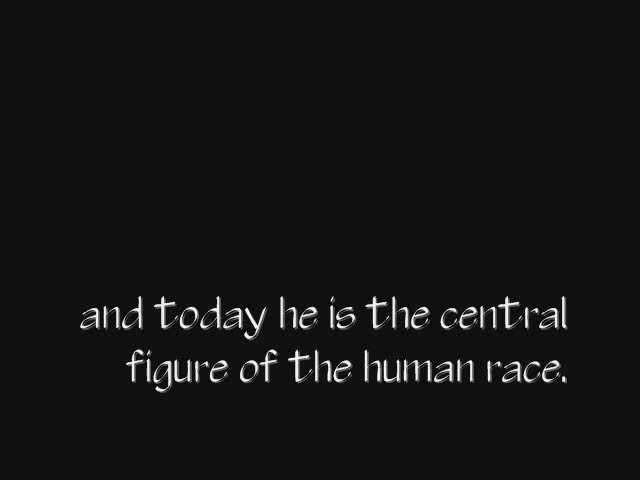 and today he is the central
figure of the human race.